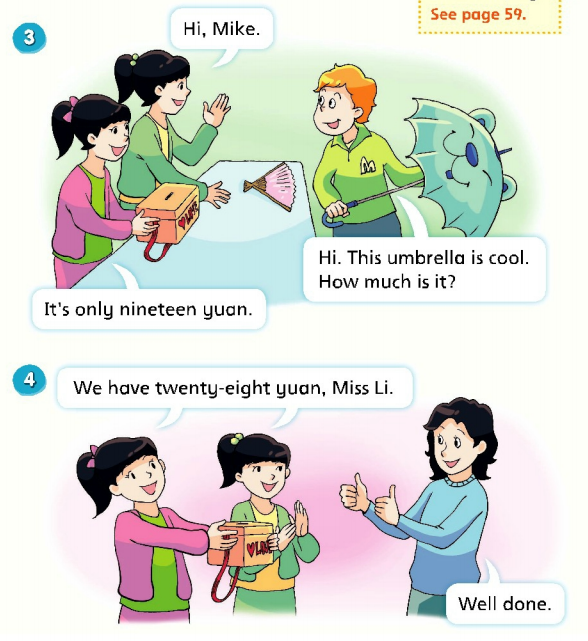 See page 59.
3
Hi, Mike.
M
Hi. This umbrella is cool.
How much is it?
It's only nineteen yuan.
4
We have twenty-eight yuan, Miss Li.
Well done.